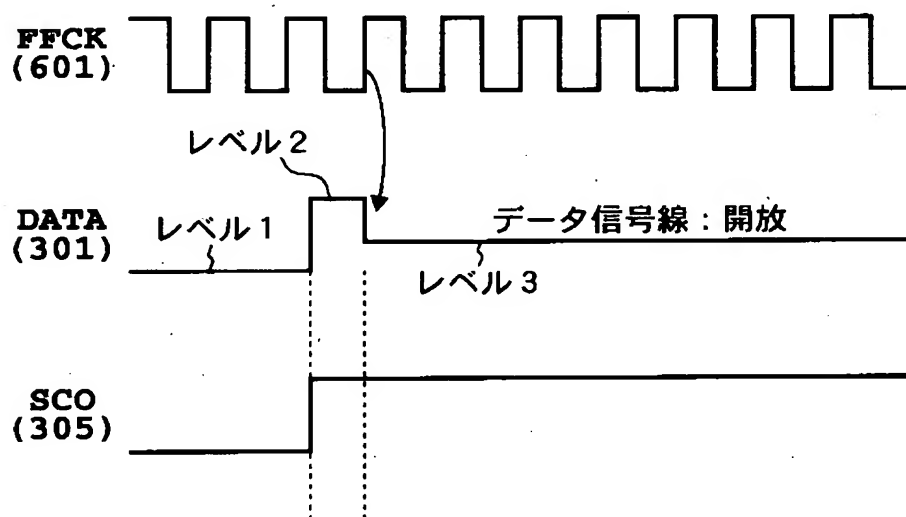 FFCK
(601)
レベル2
DATA
(301)
レベル1
データ信号線:開放
レベル3
SCO
(305)